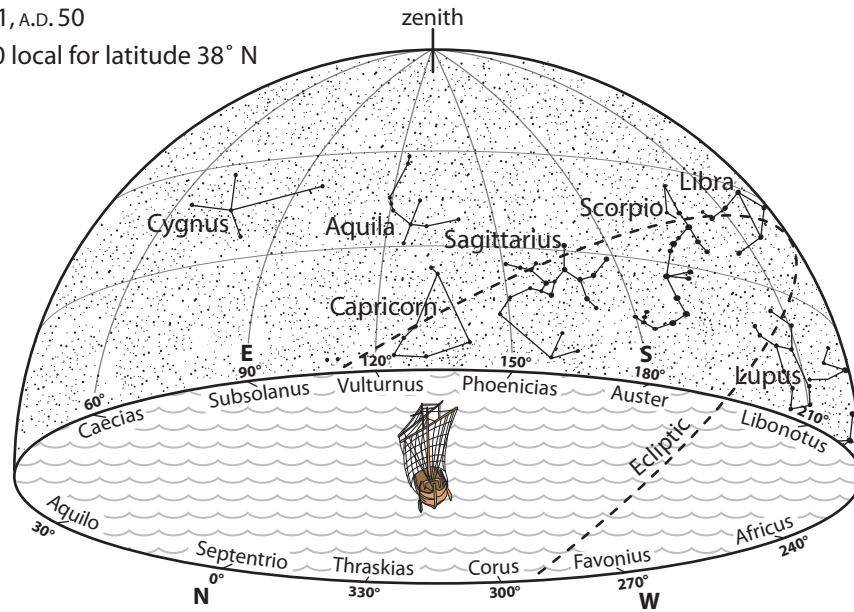 1, A.D. 50
0 local for latitude 38° N
zenith
Libra
Scorpio
Cygnus
Aquila
Sagittarius
Capricorn
E
S
120°
150°
90°
180°
Lupus
60°
Caecias
Subsolanus
Vulturnus
Phoenicias
Auster
Libonotus
210°
Ecliptic
Aquilo
30°
Septentrio
Thraskias
Corus
Favonius
Africus
0°
330°
300°
270°
240°
N
W